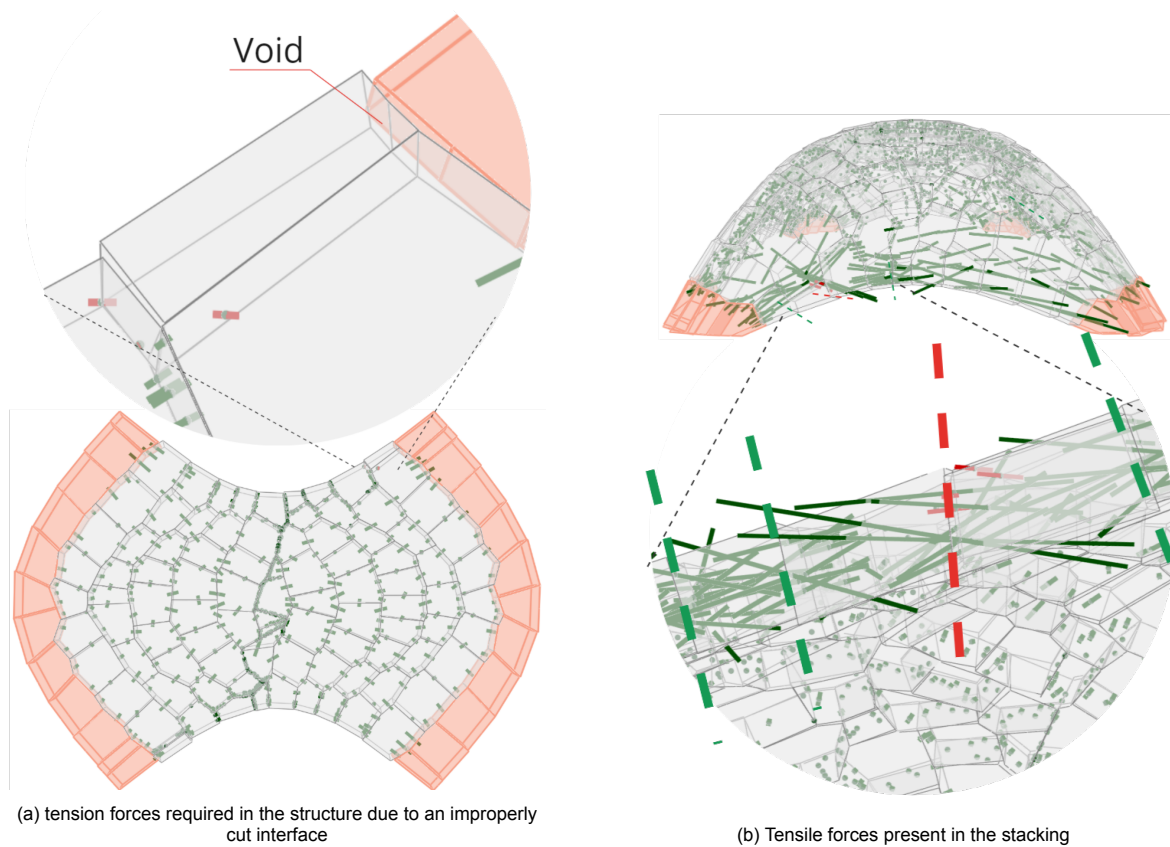 Void
(a) tension forces required in the structure due to an improperly
cut interface
(b) Tensile forces present in the stacking